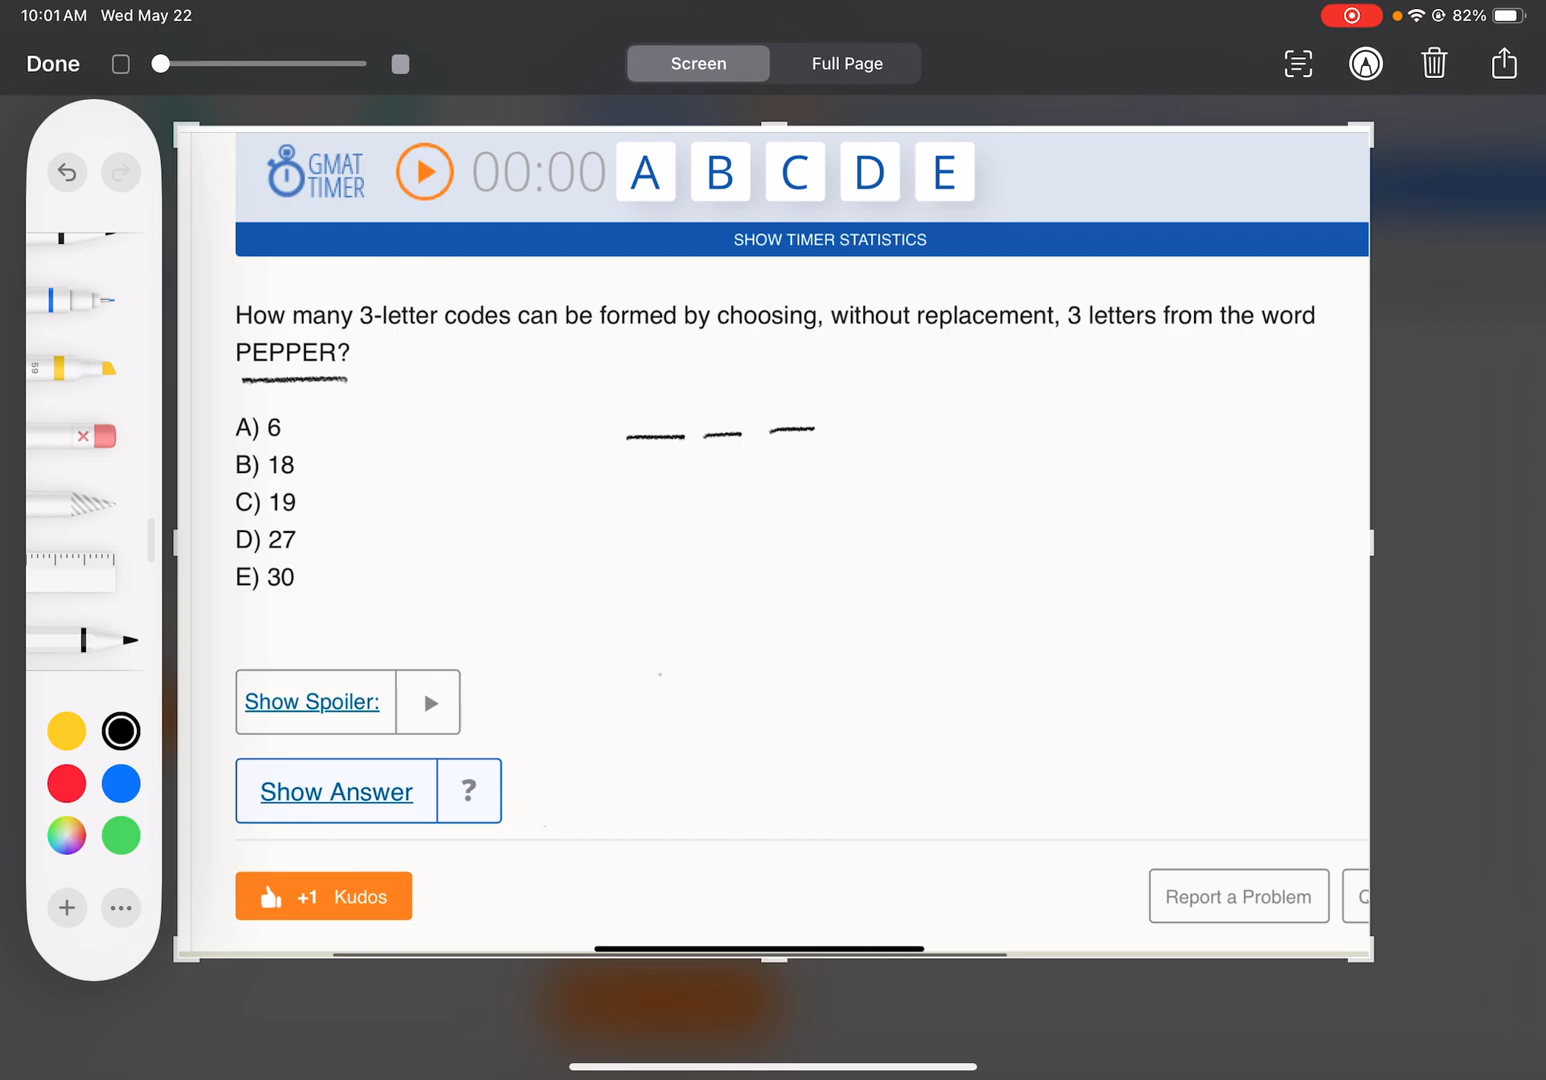 10:01 AM Wed May 22
82%
Done
Screen
Full Page
GMAT
TIMER
00:00
A B C D E
SHOW TIMER STATISTICS
How many 3-letter codes can be formed by choosing, without replacement, 3 letters from the word
PEPPER?
A) 6
B) 18
C) 19
D) 27
E) 30
59
Show Spoiler:
Show Answer ?
+1 Kudos
Report a Problem